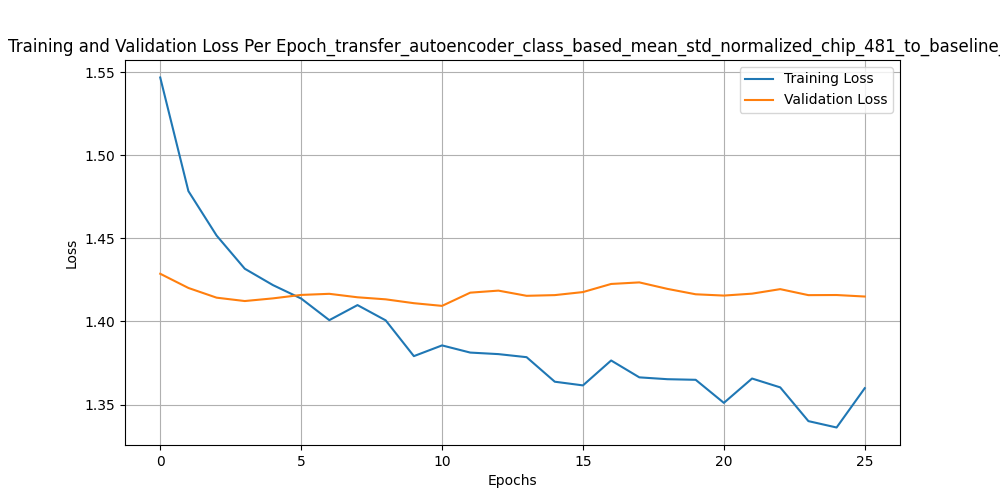 Training and Validation Loss Per Epoch_transfer_autoencoder_class_based_mean_std_normalized_chip_481_to_baseline_
Training Loss
Validation Loss
1.55
1.50
1.45
1.40
1.35
Loss
0
5
10
15
20
25
Epochs